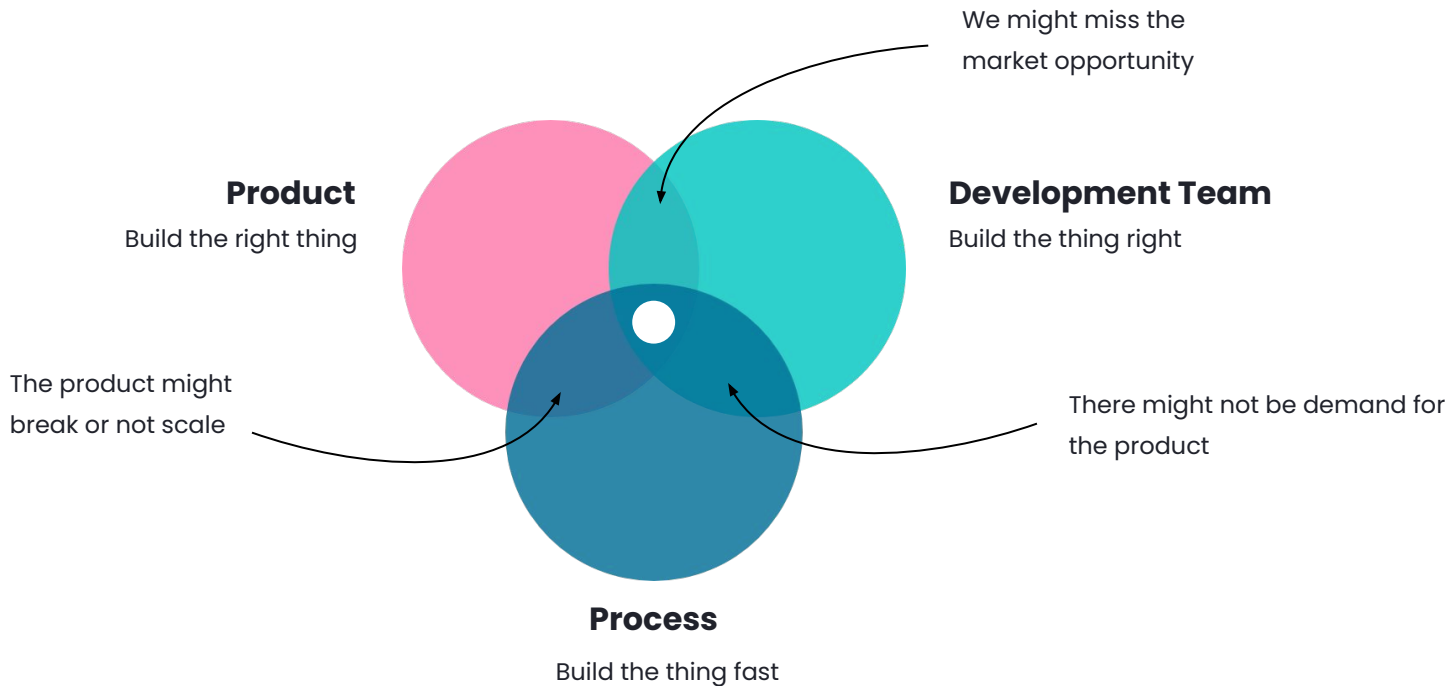 We might miss the
market opportunity
Product
Build the right thing
Development Team
Build the thing right
The product might
break or not scale
There might not be demand for
the product
Process
Build the thing fast